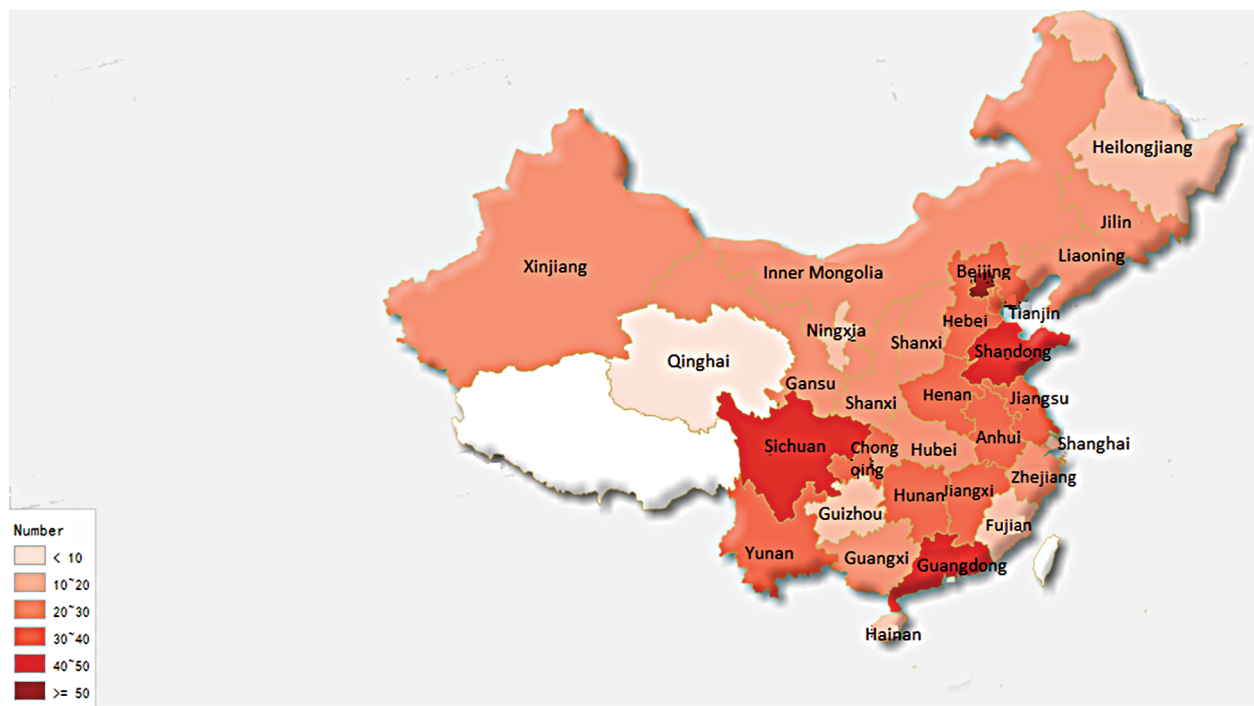 Heilongjiang
Jilin
Liaoning
Xinjiang
Inner Mongolia
Beijing
Tianjin
Hebei
Ningxia
Shanxi
Shandong
Qinghai
Gansu
Henan
Jiangsu
Shanxi
Anhui
Shanghai
Sichuan
Chong
qing
Hubei
Zhejiang
Hunan
Jiangxi
Guizhou
Fujian
Yunan
Guangxi
Guangdong
Hainan
Number
< 10
10~20
20~30
30~40
40~50
>= 50